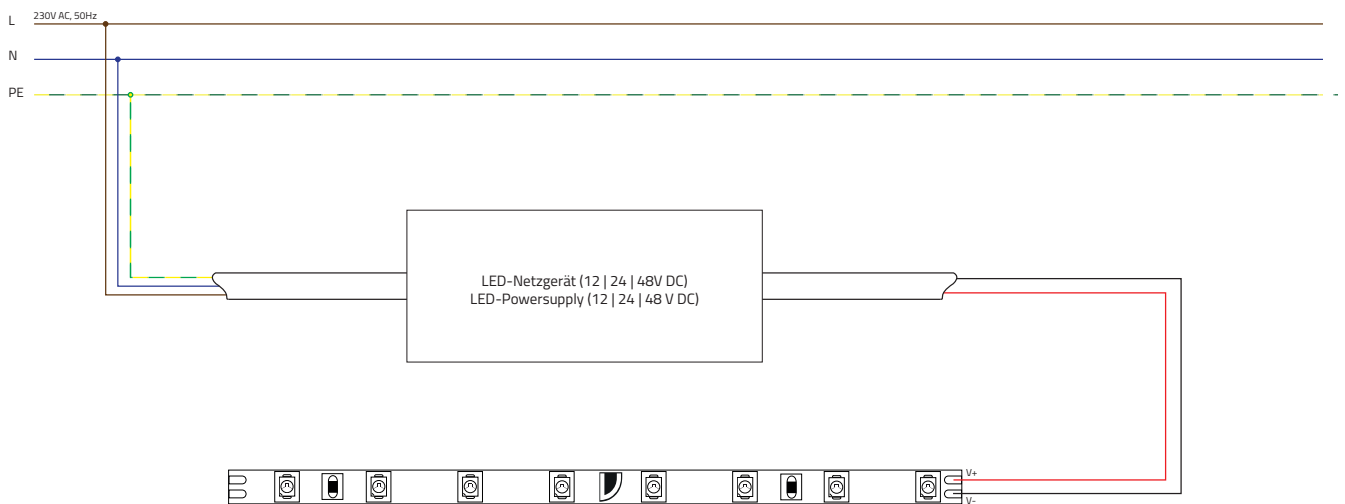 L
230V AC, 50Hz
N
PE
LED-Netzgerät (12 | 24 | 48V DC)
LED-Powersupply (12 | 24 | 48 V DC)
V+
V-